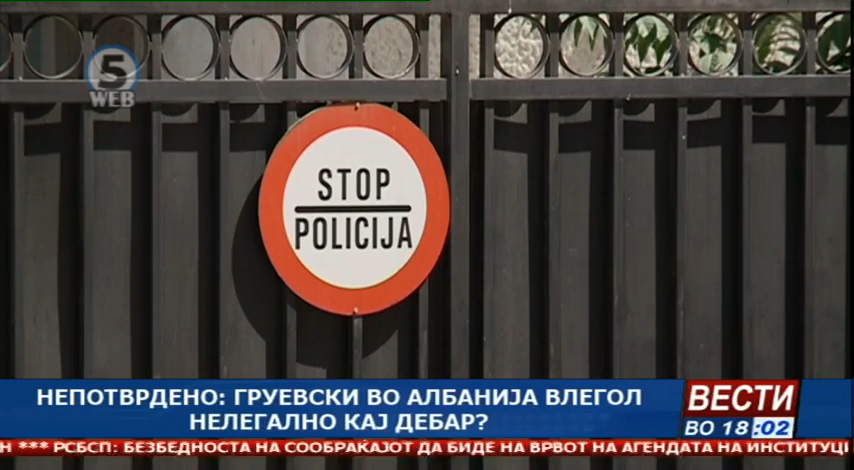 5
WEB
STOP
POLICIJA
НЕПОТВРДЕНО: ГРУЕВСКИ ВО АЛБАНИЈА ВЛЕГОЛ
НЕЛЕГАЛНО КАЈ ДЕБАР?
ВЕСТИ
ВО 18:02
Н *** РСБСП: БЕЗБЕДНОСТА НА СООБРАЌАЈОТ ДА БИДЕ НА ВРВОТ НА АГЕНДАТА НА ИНСТИТУЦІ